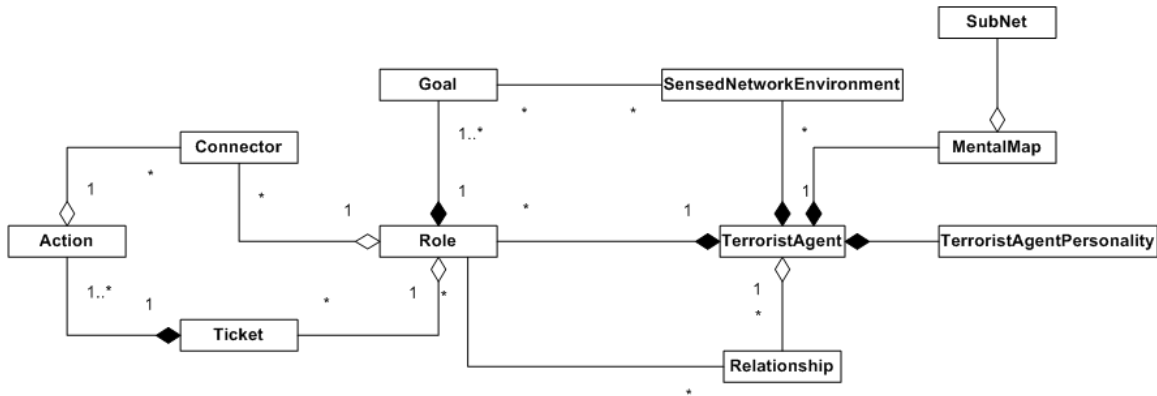 SubNet
Goal
SensedNetworkEnvironment
*
*
1..*
*
Connector
MentalMap
*
1
*
1
1
1
*
1
Action
Role
TerroristAgent
TerroristAgentPersonality
1..*
1
*
1
*
1
*
Ticket
Relationship
*